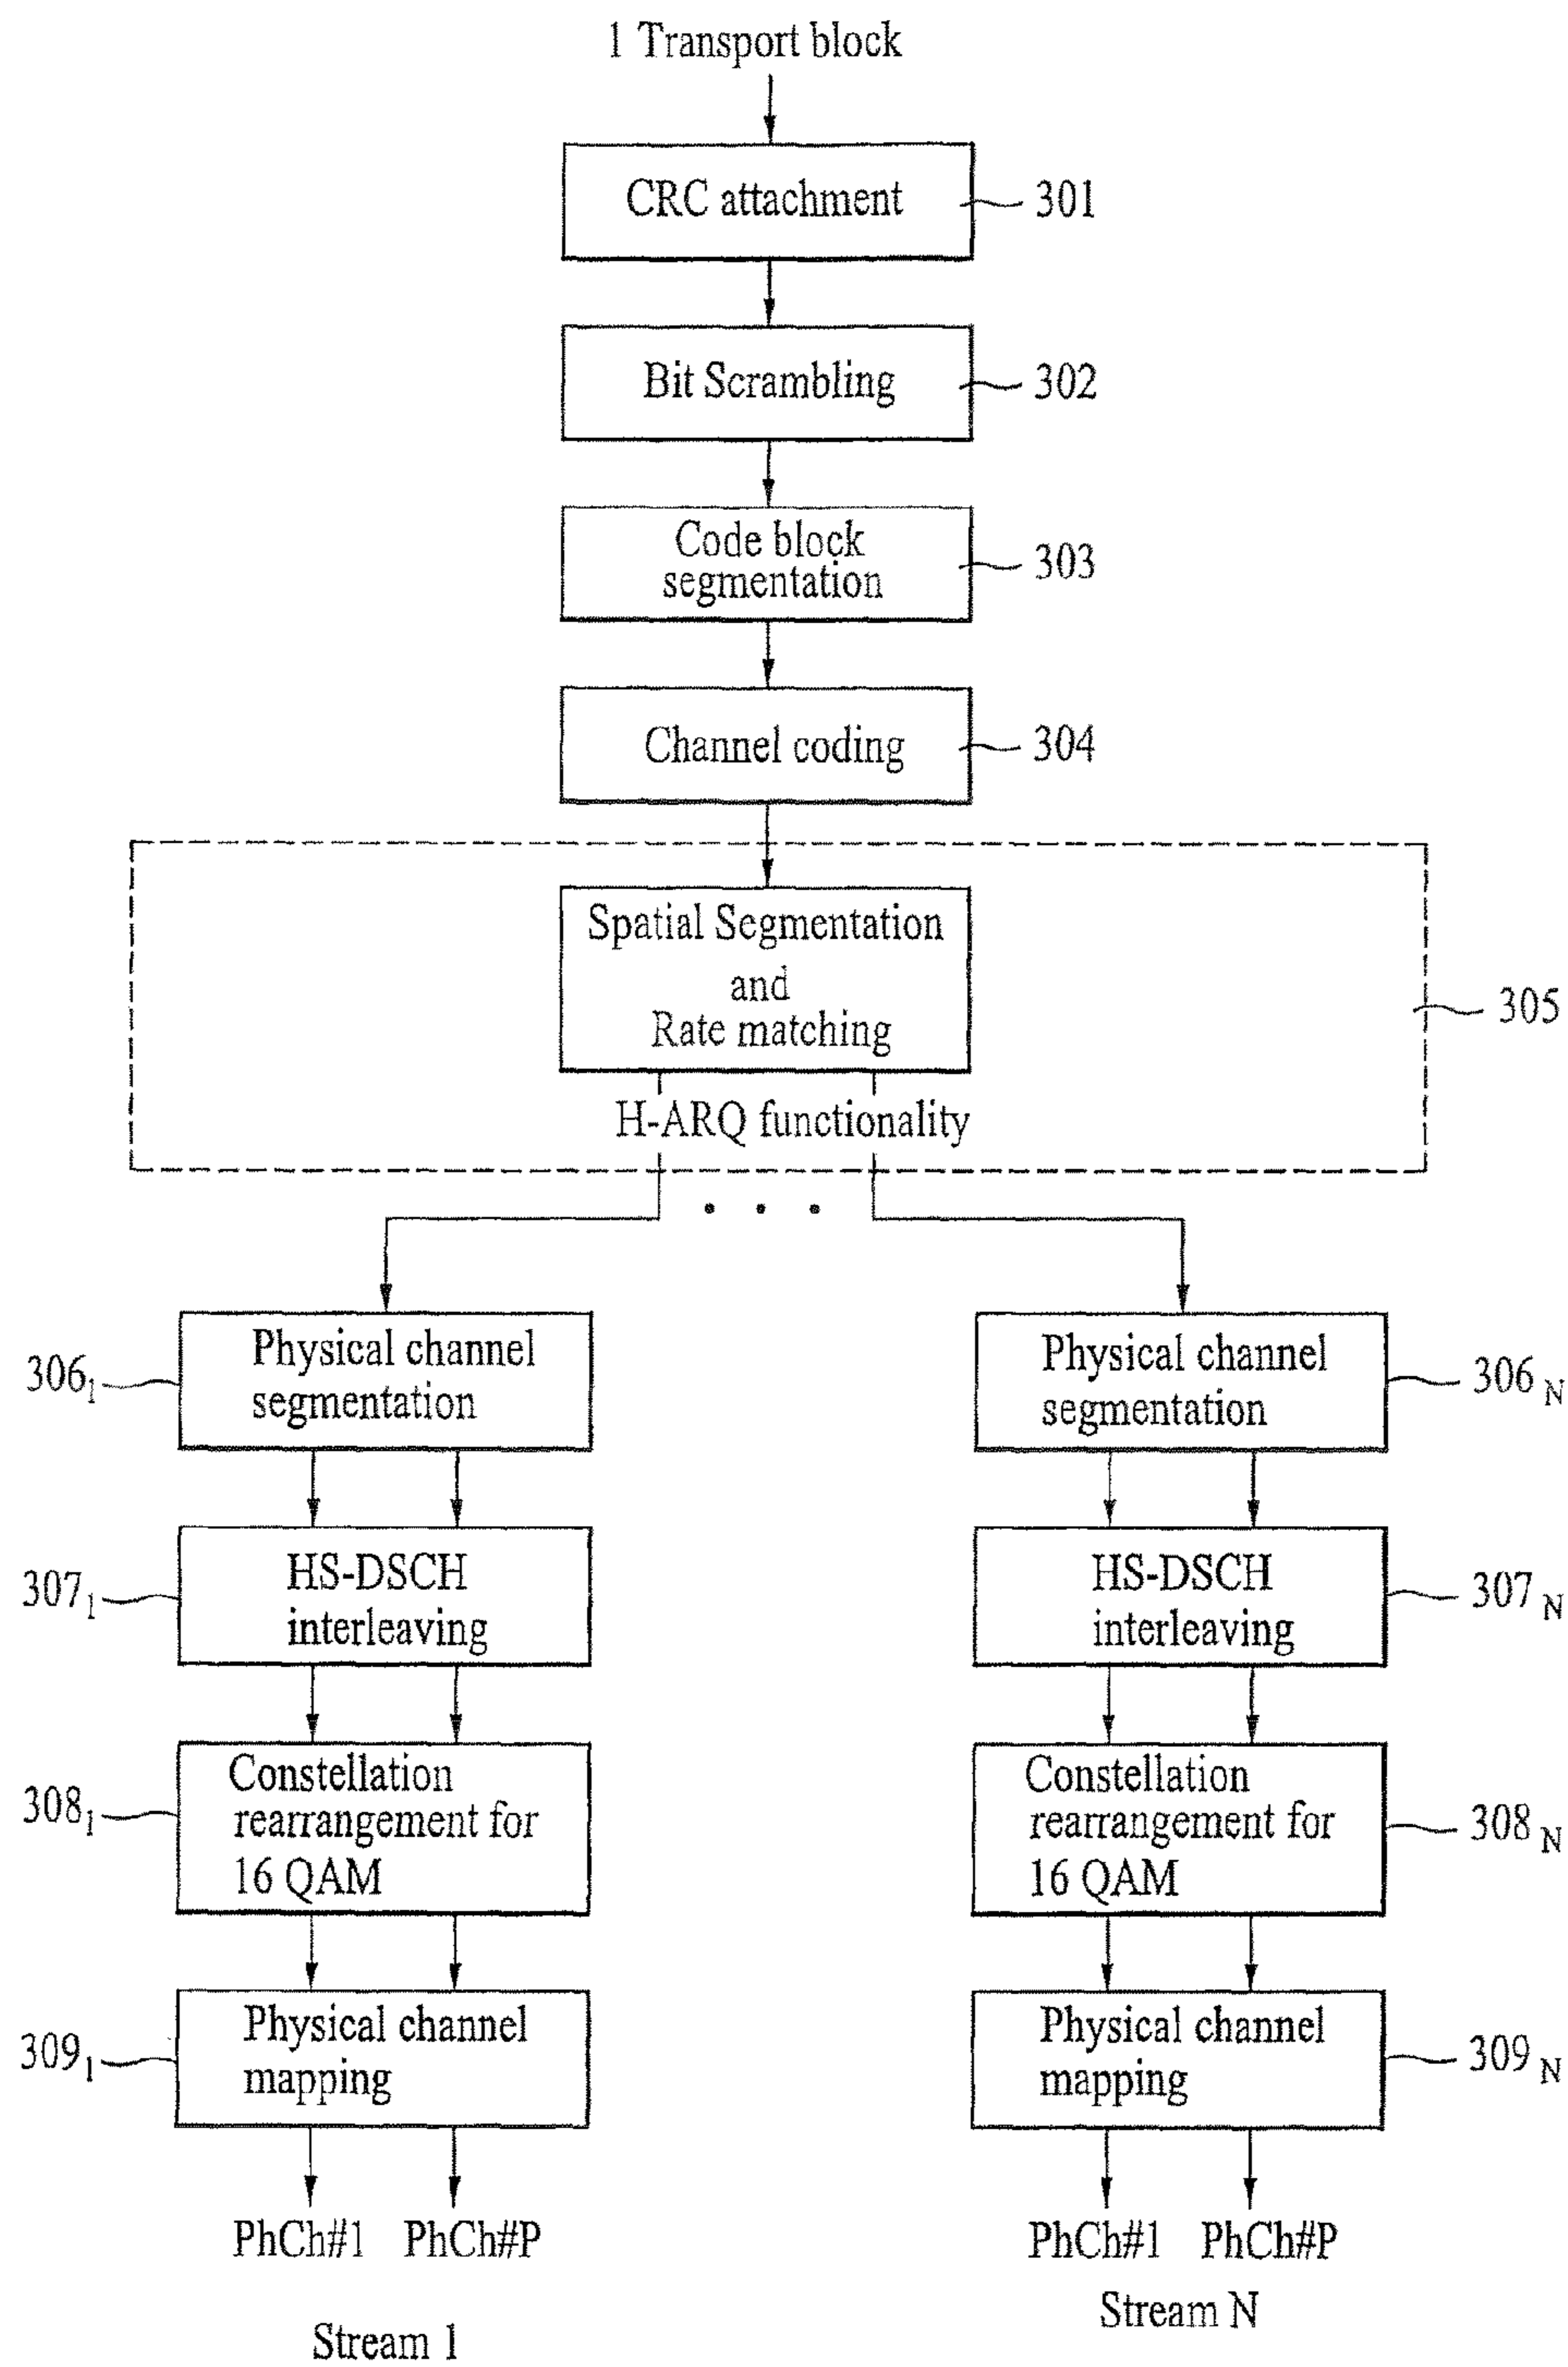 1 Transport block
CRC attachment
301
Bit Scrambling
302
Code block
segmentation
303
Channel coding
304
Spatial Segmentation
and
Rate matching
305
H-ARQ functionality
. . .
306₁
Physical channel
segmentation
Physical channel
segmentation
306 N
307₁
HS-DSCH
interleaving
HS-DSCH
interleaving
307 N
308₁
Constellation
rearrangement for
16 QAM
Constellation
rearrangement for
16 QAM
308 N
309₁
Physical channel
mapping
Physical channel
mapping
309 N
PhCh#1 PhCh#P
PhCh#1 PhCh#P
Stream 1
Stream N